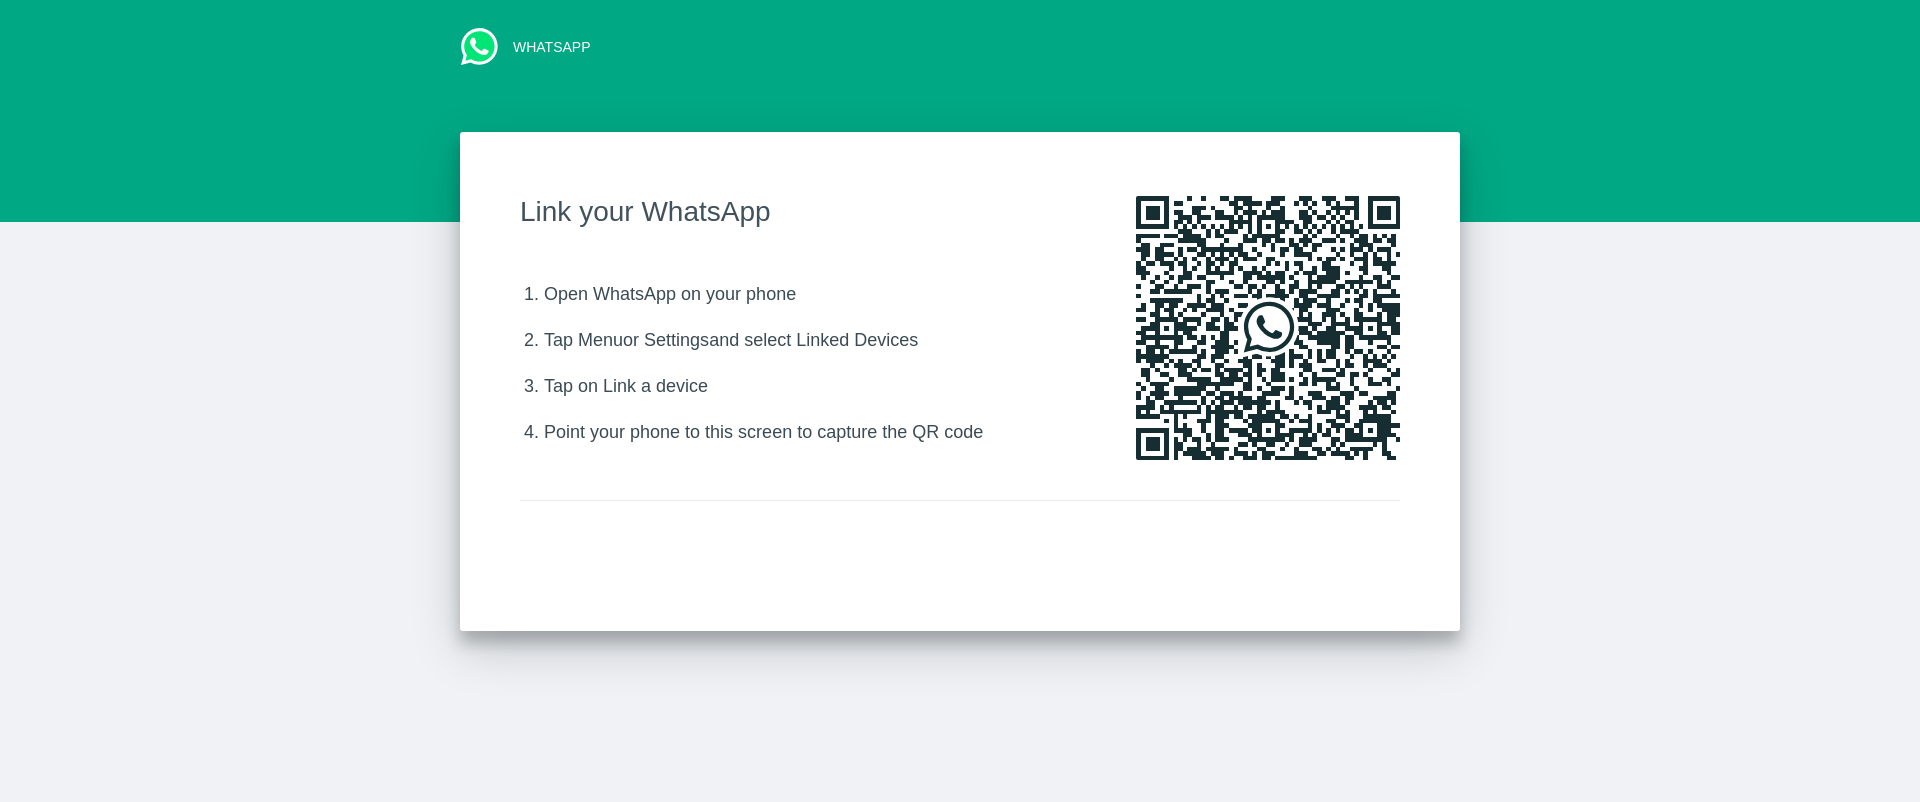 WHATSAPP
Link your WhatsApp
1. Open WhatsApp on your phone
2. Tap Menuor Settingsand select Linked Devices
3. Tap on Link a device
4. Point your phone to this screen to capture the QR code